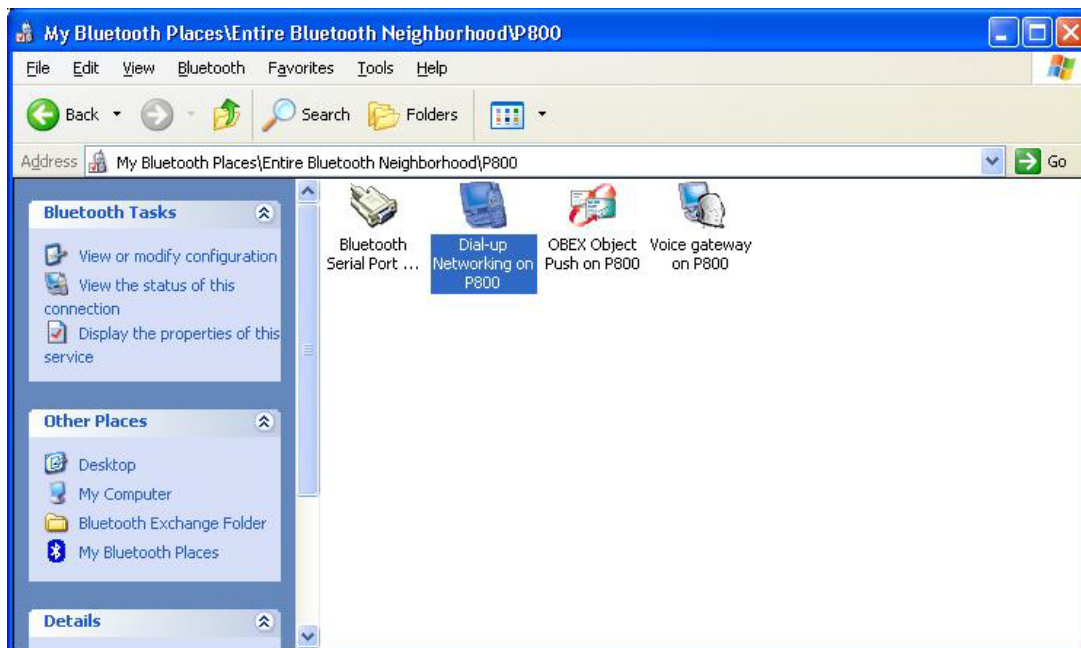 My Bluetooth Places\Entire Bluetooth Neighborhood\P800
File Edit View Bluetooth Favorites Tools Help
Back Search Folders
Address My Bluetooth Places\Entire Bluetooth Neighborhood\P800 Go
Bluetooth Tasks
View or modify configuration
View the status of this
connection
Display the properties of this
service
Other Places
Desktop
My Computer
Bluetooth Exchange Folder
My Bluetooth Places
Details
Bluetooth
Serial Port ...
Dial-up
Networking on
P800
OBEX Object
Push on P800
Voice gateway
on P800